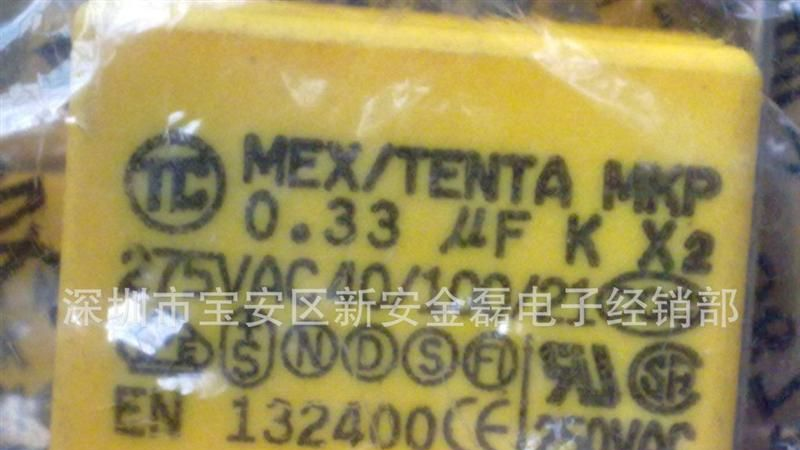 TC MEX/TENTA MKP
0.33 µF K X2
275VAC 40/100/21
深圳市宝安区新安金磊电子经销部
S N D S FI
EN 132400 CE
250VAC